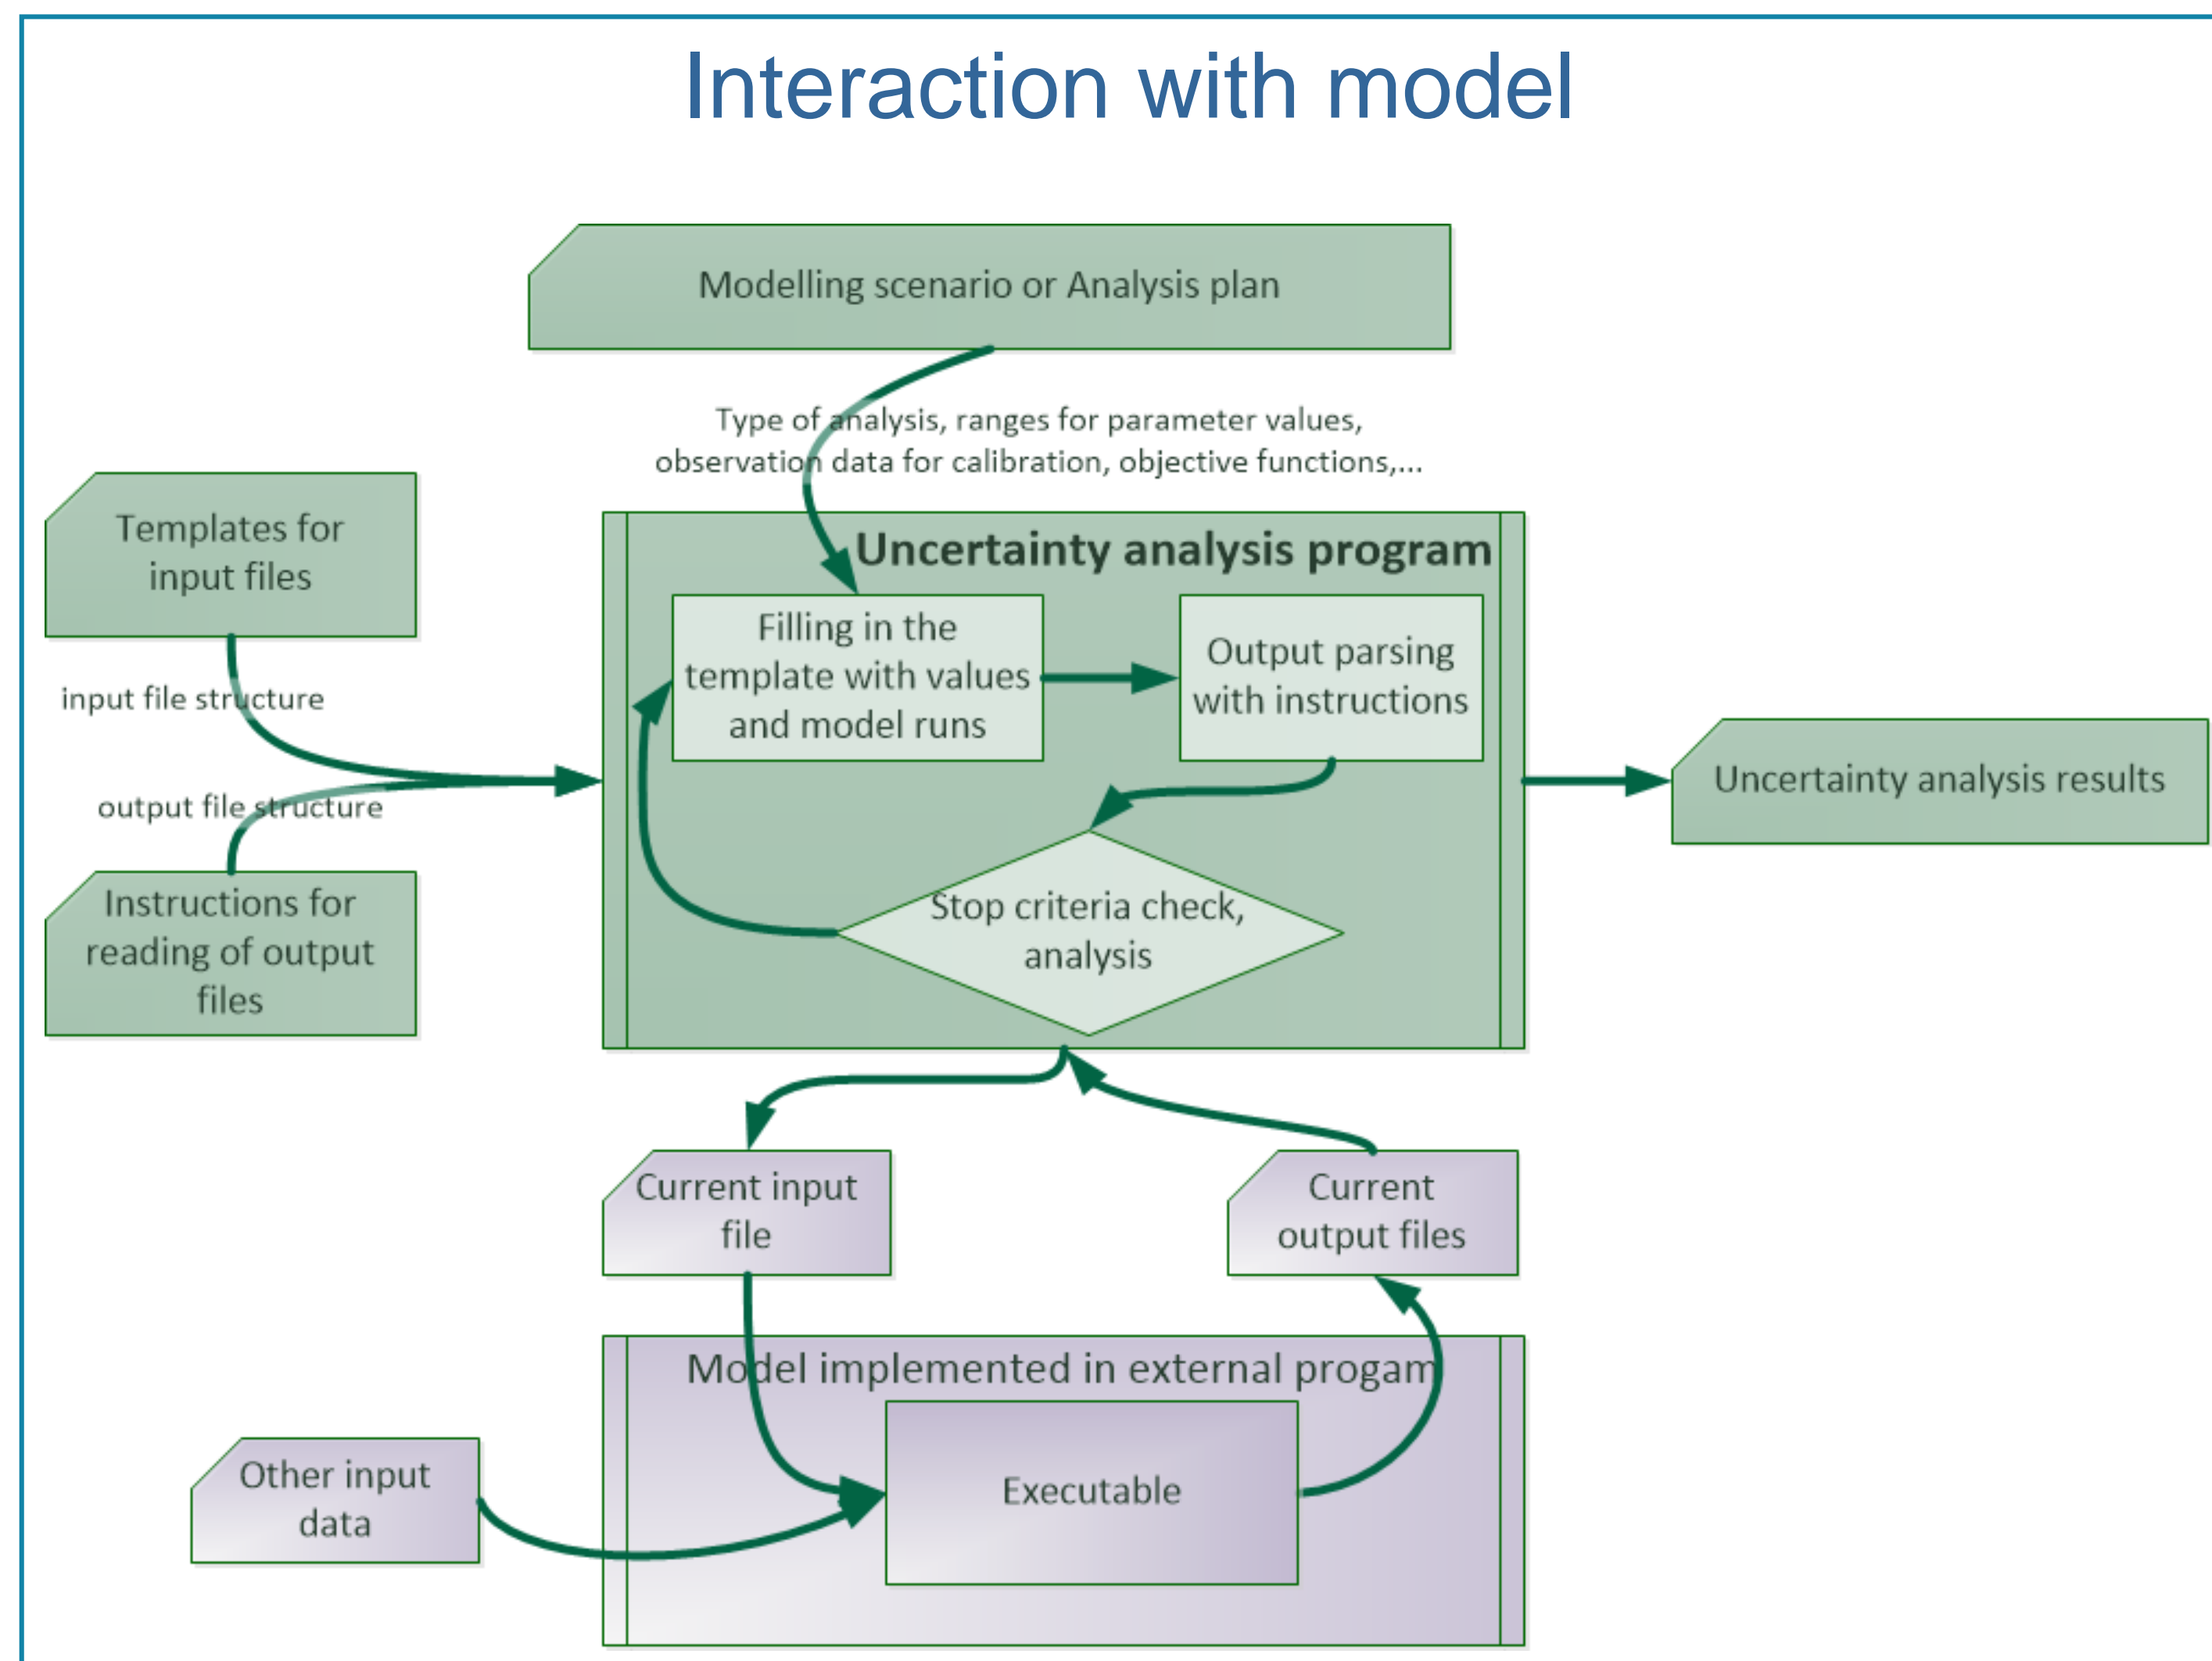 Interaction with model
Modelling scenario or Analysis plan
Type of analysis, ranges for parameter values,
observation data for calibration, objective functions,...
Templates for
input files
input file structure
output file structure
Instructions for
reading of output
files
Uncertainty analysis program
Filling in the
template with values
and model runs
Output parsing
with instructions
Stop criteria check,
analysis
Uncertainty analysis results
Current input
file
Current
output files
Model implemented in external progam
Executable
Other input
data